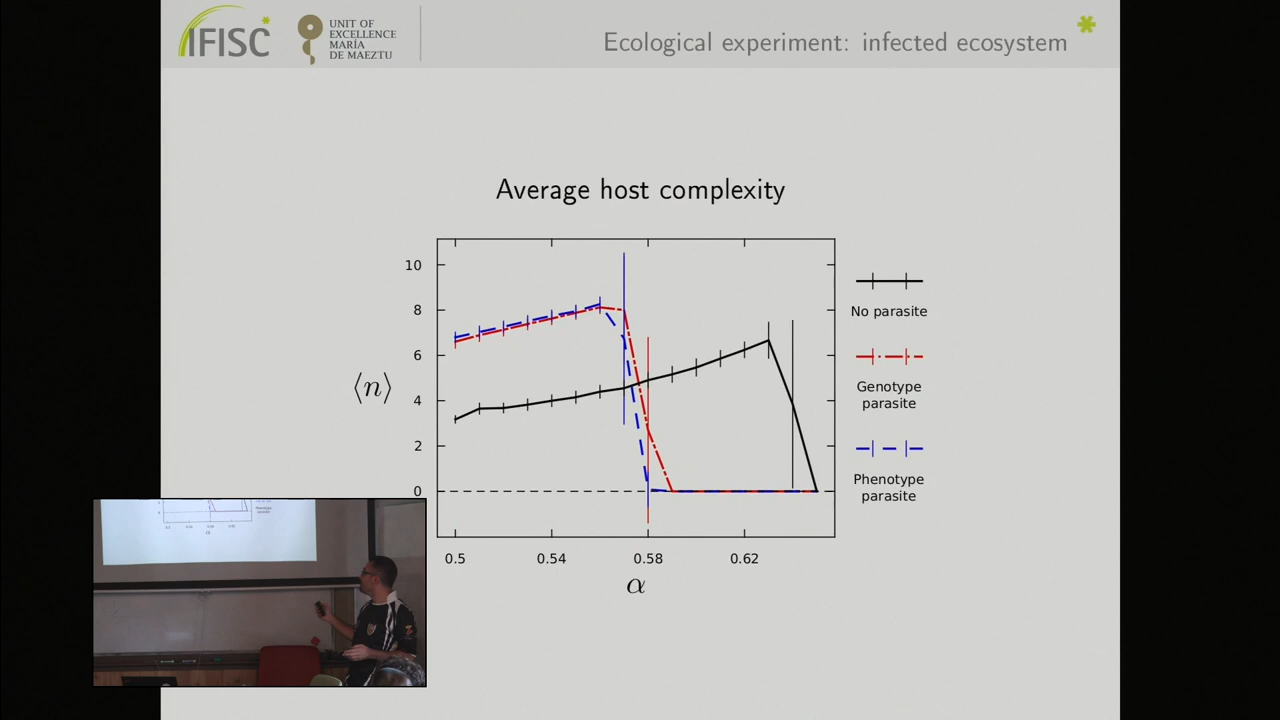 IFISC
UNIT OF
EXCELLENCE
MARÍA
DE MAEZTU
Ecological experiment: infected ecosystem
Average host complexity
10
8
6
4
2
0
⟨n⟩
0.5
0.54
0.58
0.62
α
No parasite
Genotype
parasite
Phenotype
parasite